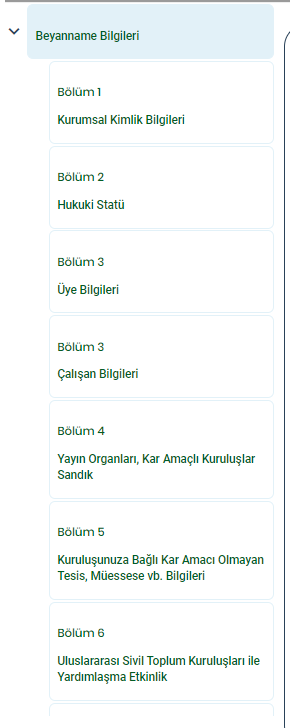 Beyanname Bilgileri
Bölüm 1
Kurumsal Kimlik Bilgileri
Bölüm 2
Hukuki Statü
Bölüm 3
Üye Bilgileri
Bölüm 3
Çalışan Bilgileri
Bölüm 4
Yayın Organları, Kar Amaçlı Kuruluşlar
Sandık
Bölüm 5
Kuruluşunuza Bağlı Kar Amacı Olmayan
Tesis, Müessese vb. Bilgileri
Bölüm 6
Uluslararası Sivil Toplum Kuruluşları ile
Yardımlaşma Etkinlik